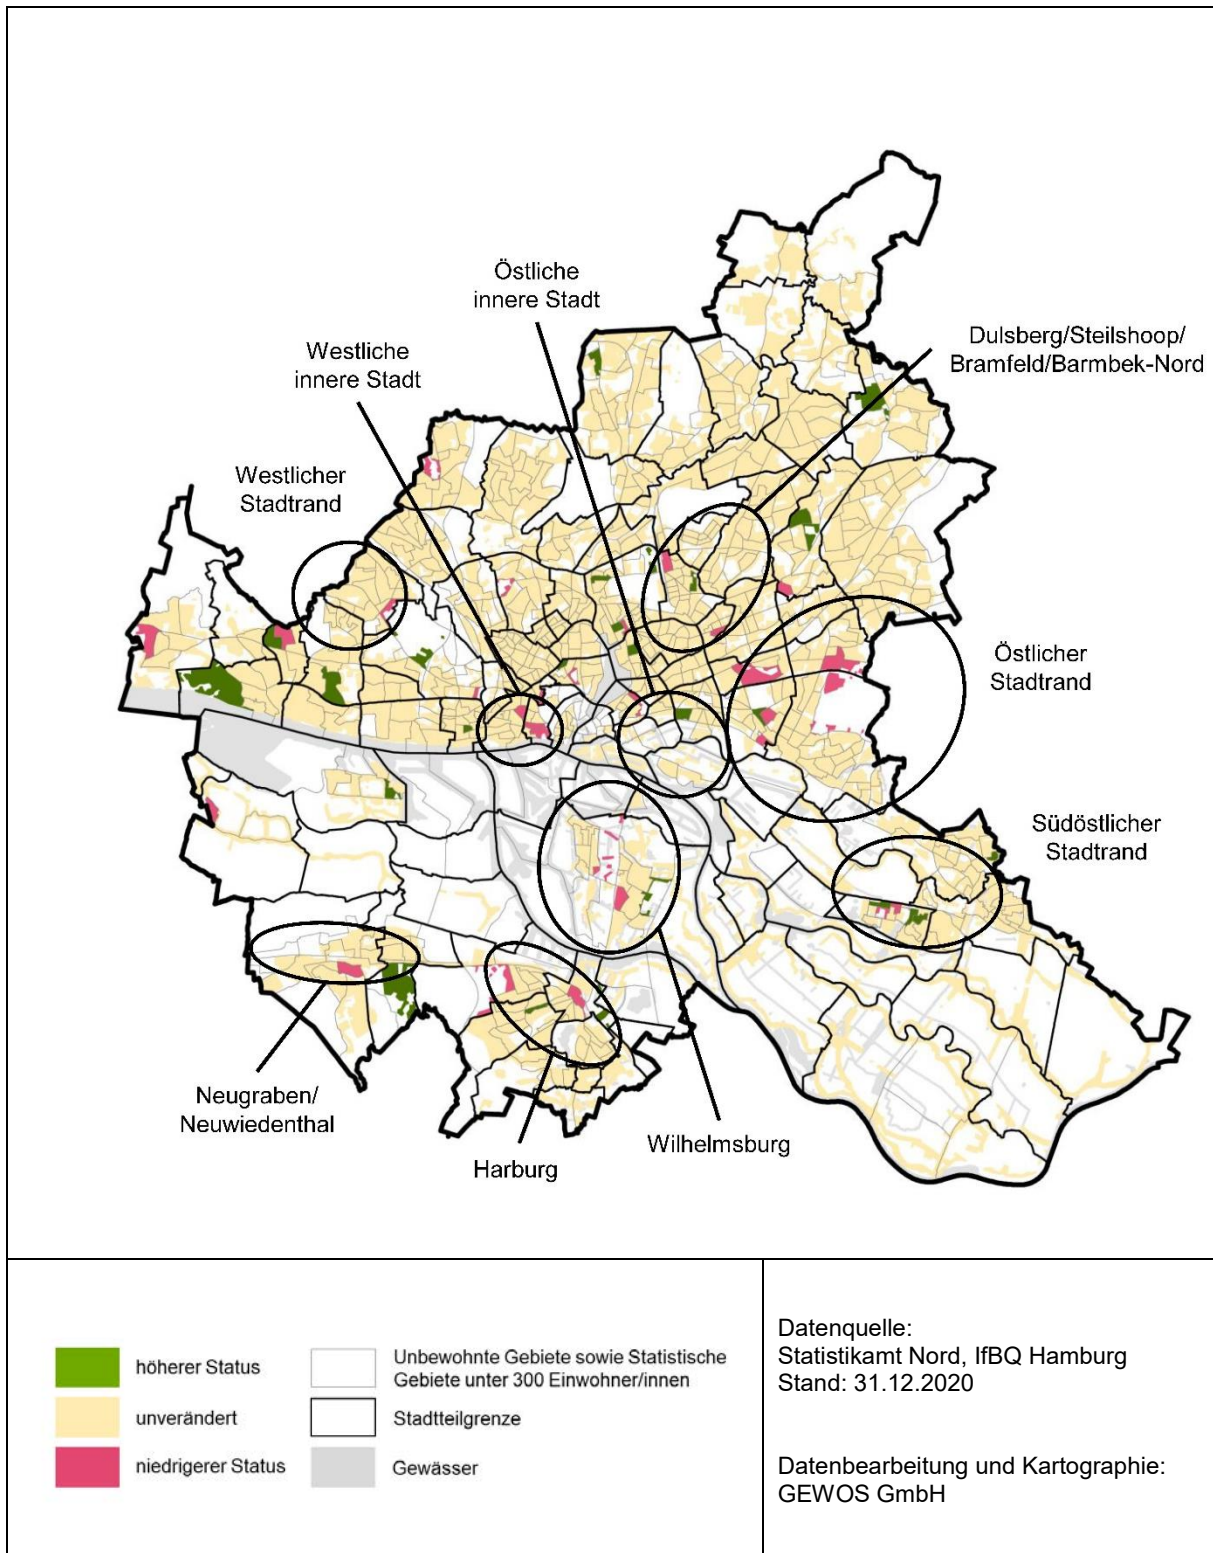 Östliche
innere Stadt
Dulsberg/Steilshoop/
Bramfeld/Barmbek-Nord
Westliche
innere Stadt
Westlicher
Stadtrand
Östlicher
Stadtrand
Südöstlicher
Stadtrand
Neugraben/
Neuwiedenthal
Harburg
Wilhelmsburg
höherer Status
unverändert
niedrigerer Status
Unbewohnte Gebiete sowie Statistische
Gebiete unter 300 Einwohner/innen
Stadtteilgrenze
Gewässer
Datenquelle:
Statistikamt Nord, IfBQ Hamburg
Stand: 31.12.2020
Datenbearbeitung und Kartographie:
GEWOS GmbH